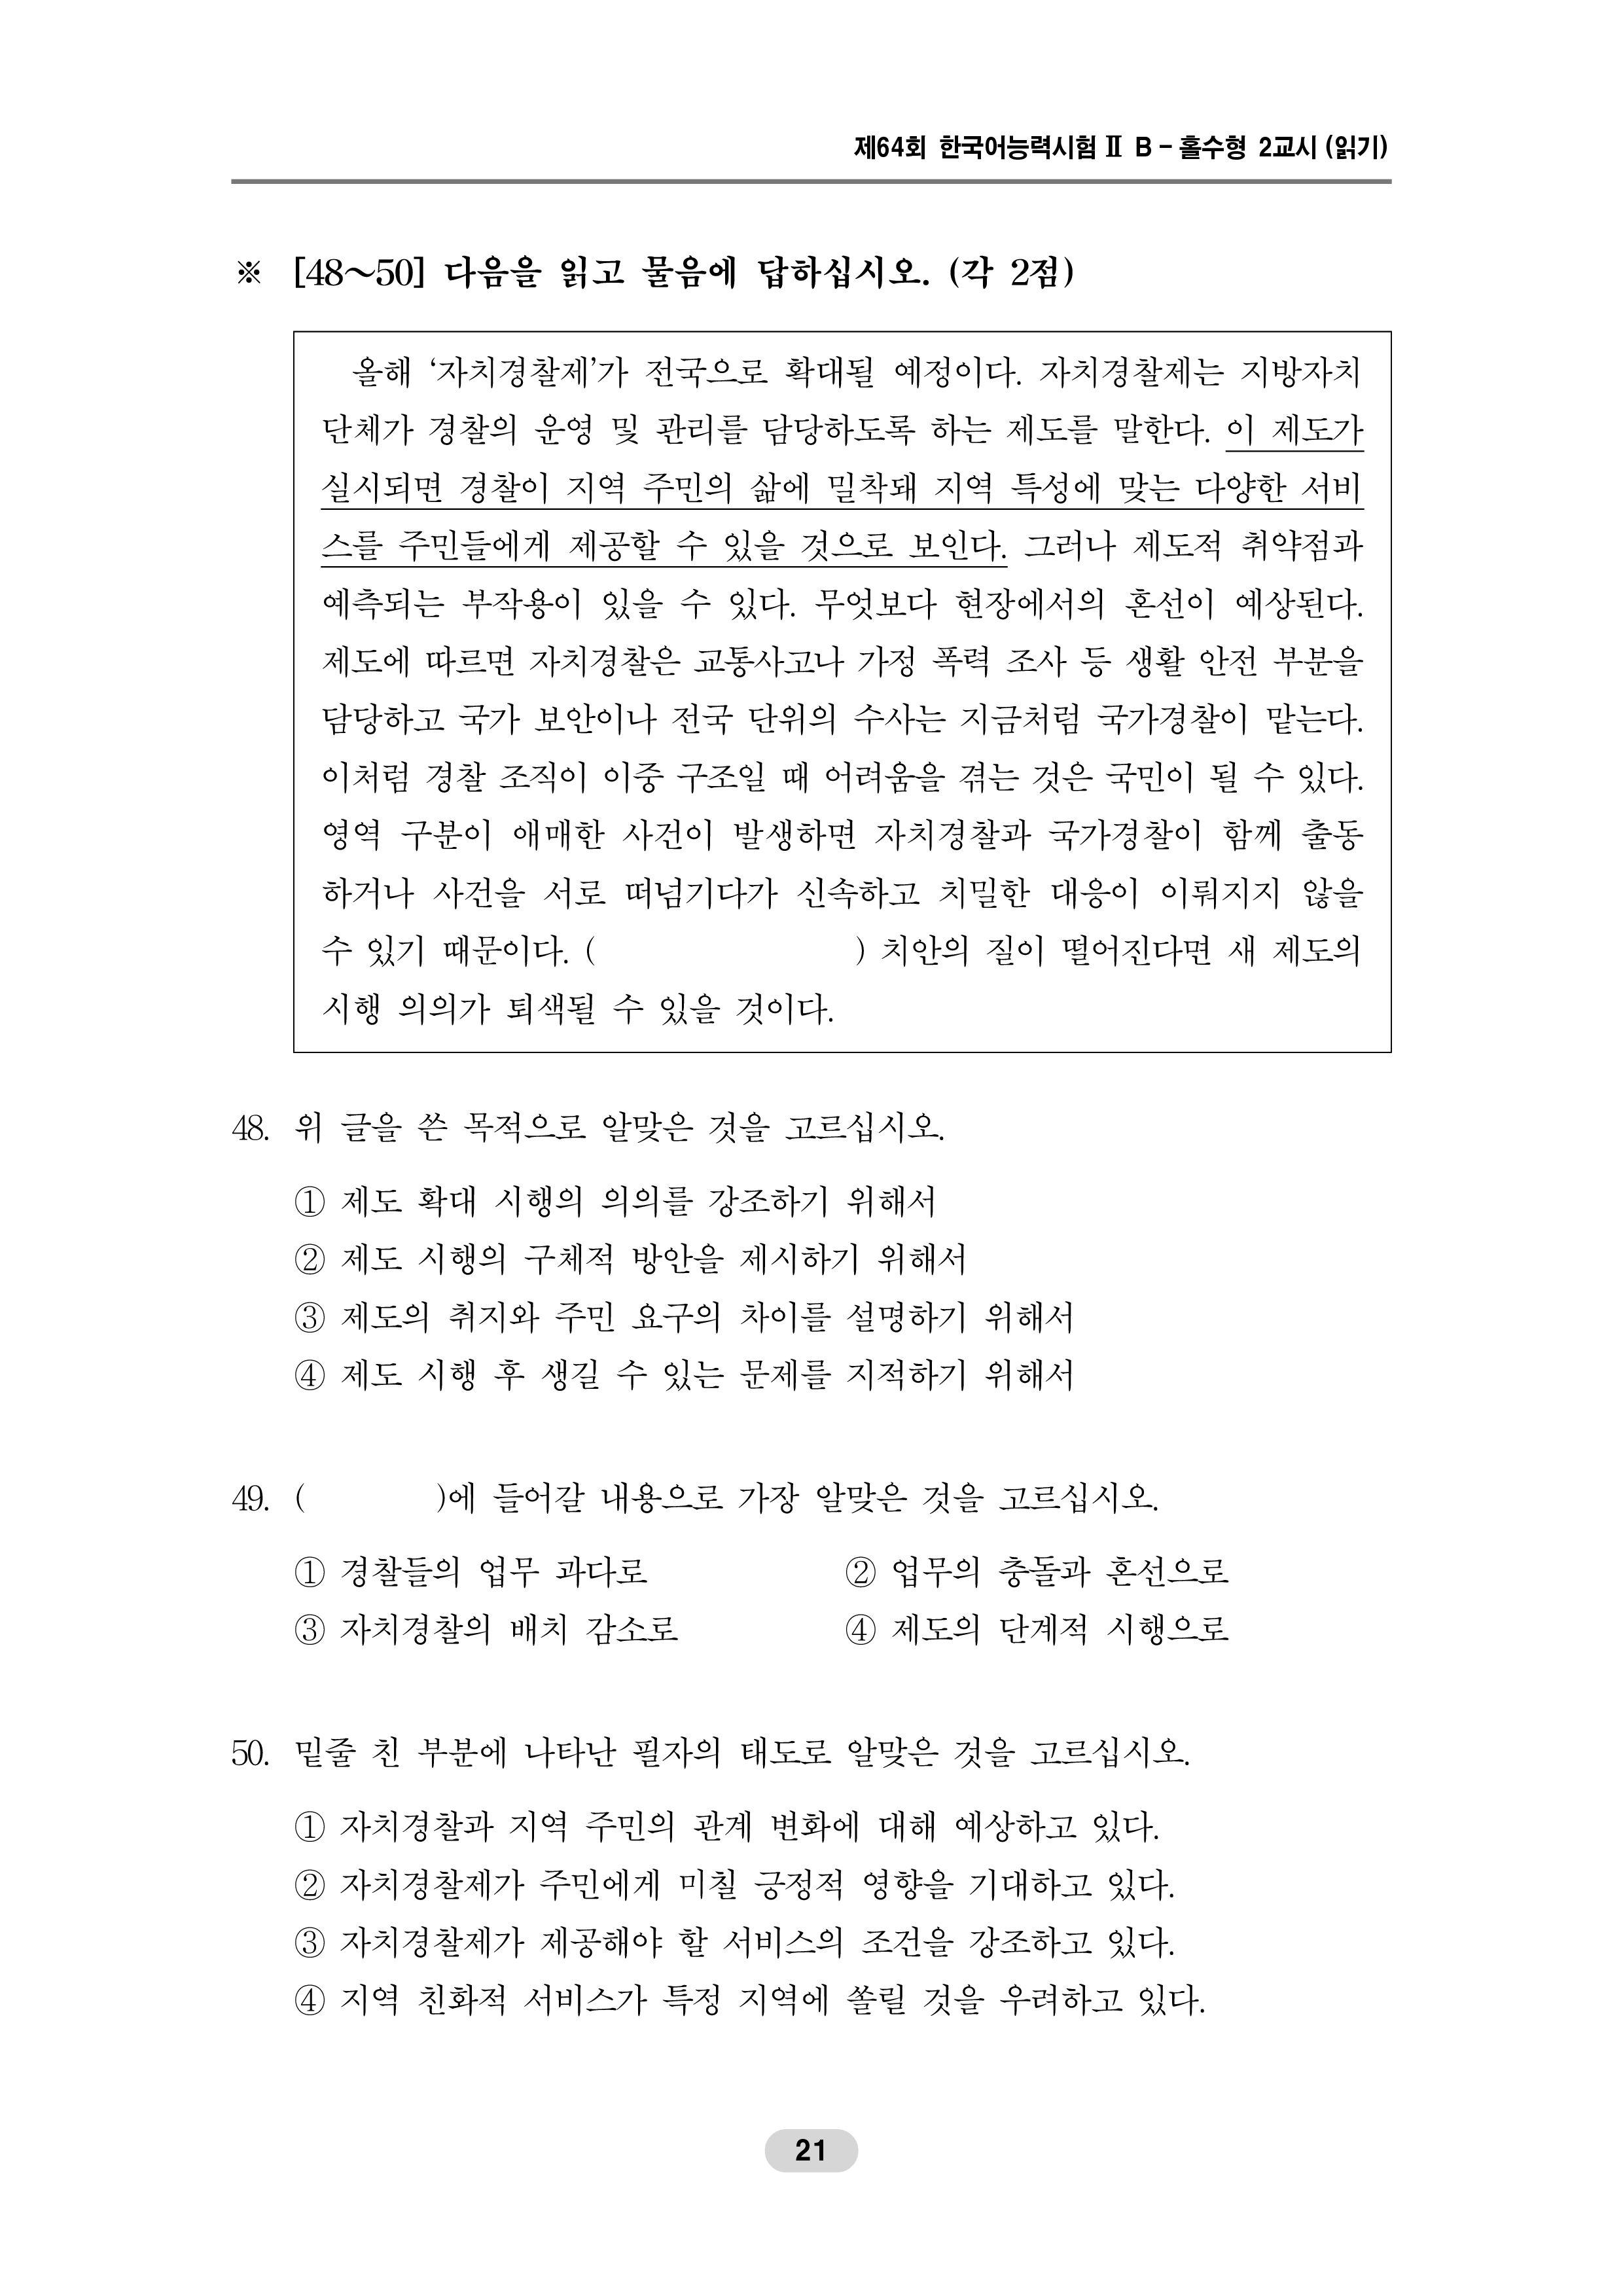 제64회 한국어능력시험 Ⅱ B - 홀수형 2교시 (읽기)
※ [48～50] 다음을 읽고 물음에 답하십시오. (각 2점)
올해 ‘자치경찰제’가 전국으로 확대될 예정이다. 자치경찰제는 지방자치
단체가 경찰의 운영 및 관리를 담당하도록 하는 제도를 말한다. 이 제도가
실시되면 경찰이 지역 주민의 삶에 밀착돼 지역 특성에 맞는 다양한 서비
스를 주민들에게 제공할 수 있을 것으로 보인다. 그러나 제도적 취약점과
예측되는 부작용이 있을 수 있다. 무엇보다 현장에서의 혼선이 예상된다.
제도에 따르면 자치경찰은 교통사고나 가정 폭력 조사 등 생활 안전 부분을
담당하고 국가 보안이나 전국 단위의 수사는 지금처럼 국가경찰이 맡는다.
이처럼 경찰 조직이 이중 구조일 때 어려움을 겪는 것은 국민이 될 수 있다.
영역 구분이 애매한 사건이 발생하면 자치경찰과 국가경찰이 함께 출동
하거나 사건을 서로 떠넘기다가 신속하고 치밀한 대응이 이뤄지지 않을
수 있기 때문이다. (                    ) 치안의 질이 떨어진다면 새 제도의
시행 의의가 퇴색될 수 있을 것이다.
48. 위 글을 쓴 목적으로 알맞은 것을 고르십시오.
① 제도 확대 시행의 의의를 강조하기 위해서
② 제도 시행의 구체적 방안을 제시하기 위해서
③ 제도의 취지와 주민 요구의 차이를 설명하기 위해서
④ 제도 시행 후 생길 수 있는 문제를 지적하기 위해서
49. (          )에 들어갈 내용으로 가장 알맞은 것을 고르십시오.
① 경찰들의 업무 과다로 ② 업무의 충돌과 혼선으로
③ 자치경찰의 배치 감소로 ④ 제도의 단계적 시행으로
50. 밑줄 친 부분에 나타난 필자의 태도로 알맞은 것을 고르십시오.
① 자치경찰과 지역 주민의 관계 변화에 대해 예상하고 있다.
② 자치경찰제가 주민에게 미칠 긍정적 영향을 기대하고 있다.
③ 자치경찰제가 제공해야 할 서비스의 조건을 강조하고 있다.
④ 지역 친화적 서비스가 특정 지역에 쏠릴 것을 우려하고 있다.
21